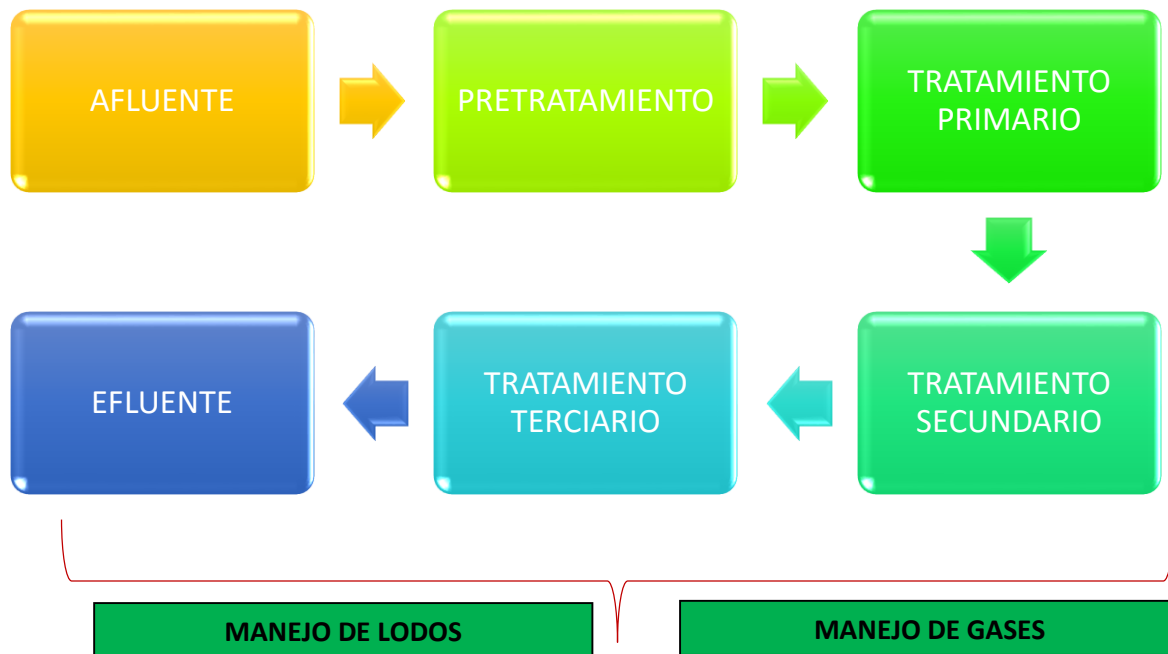 AFLUENTE
PRETRATAMIENTO
TRATAMIENTO
PRIMARIO
EFLUENTE
TRATAMIENTO
TERCIARIO
TRATAMIENTO
SECUNDARIO
MANEJO DE LODOS
MANEJO DE GASES